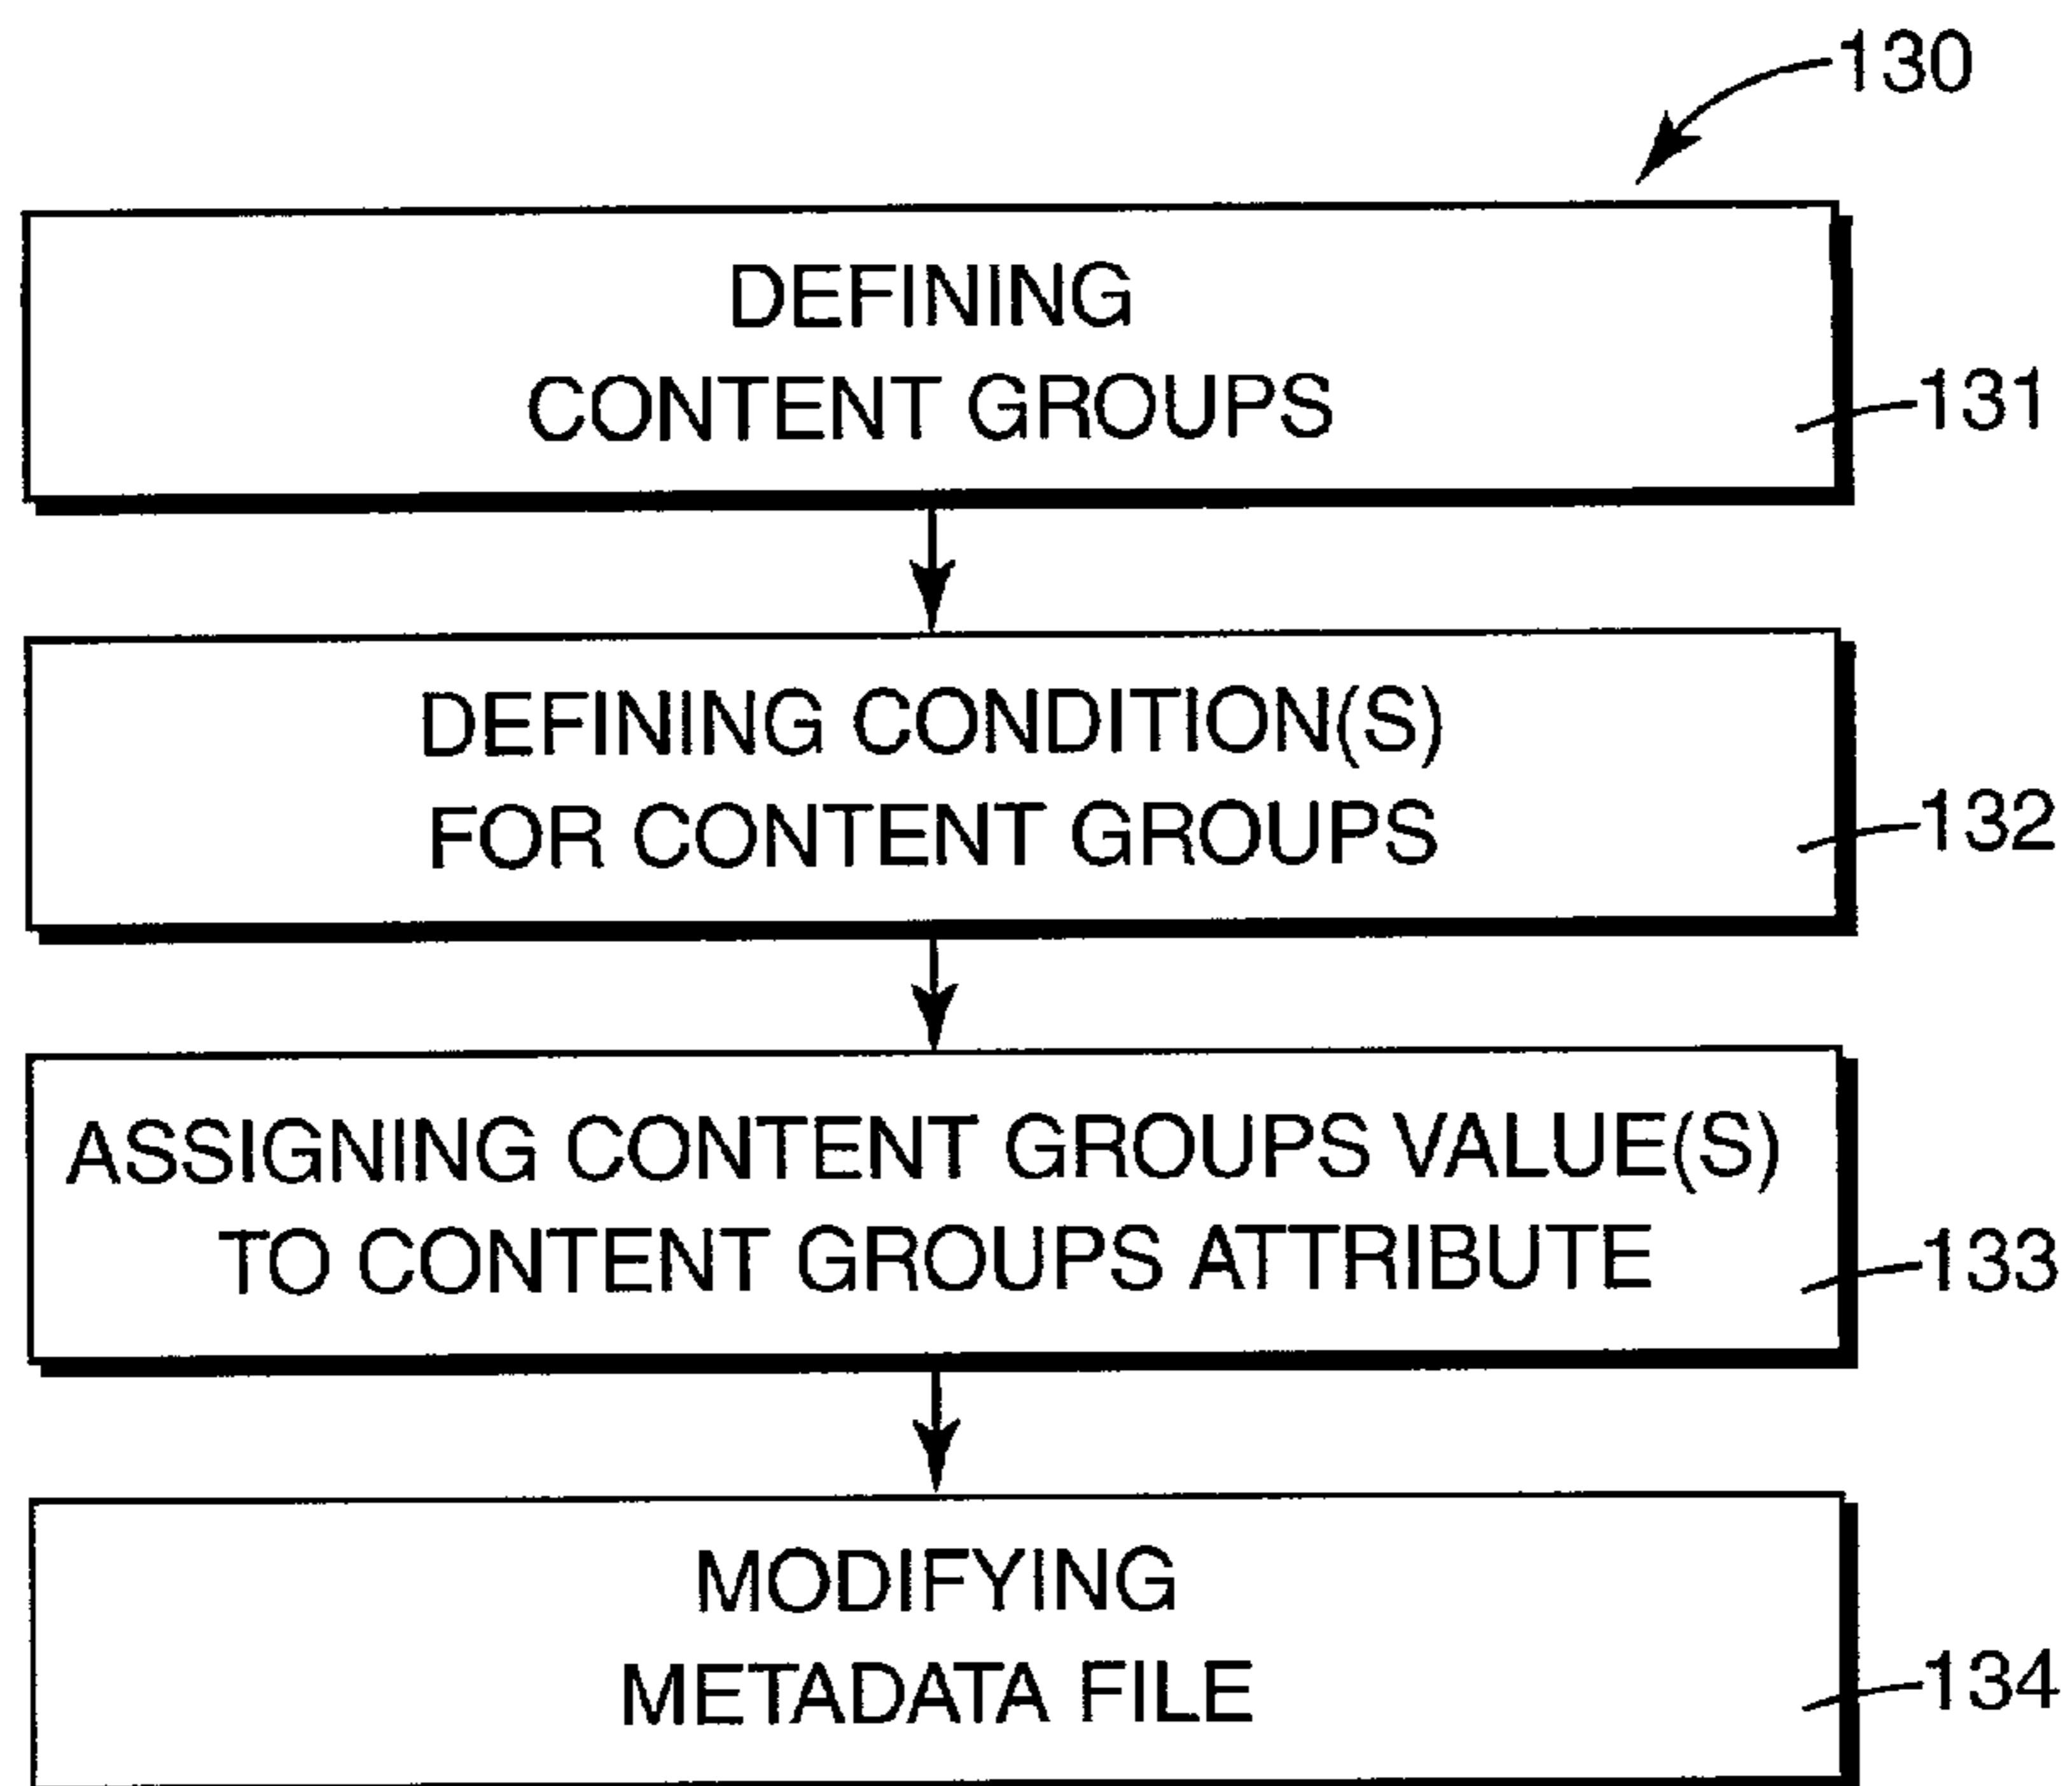 130
DEFINING
CONTENT GROUPS
131
DEFINING CONDITION(S)
FOR CONTENT GROUPS
132
ASSIGNING CONTENT GROUPS VALUE(S)
TO CONTENT GROUPS ATTRIBUTE
133
MODIFYING
METADATA FILE
134